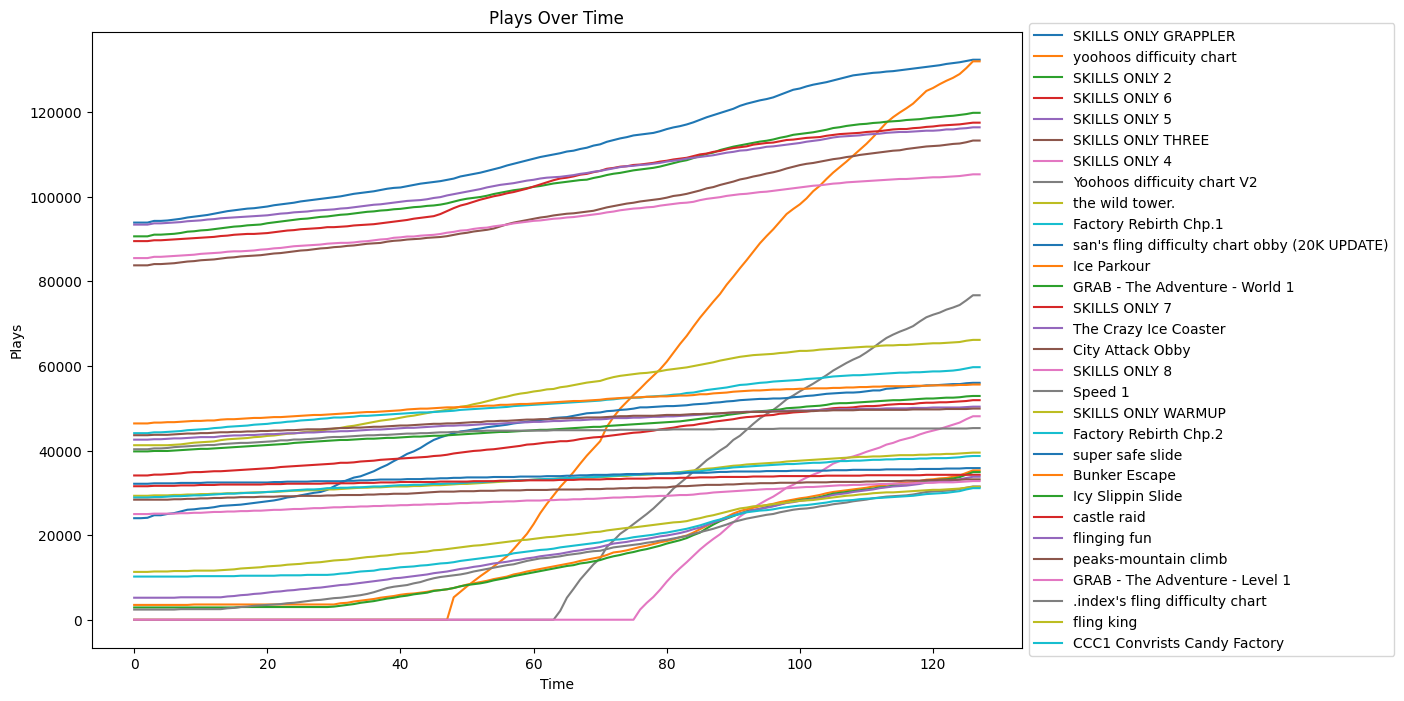 Plays Over Time
Plays
120000
100000
80000
60000
40000
20000
0
0 20 40 60 80 100 120
Time
SKILLS ONLY GRAPPLER
yoohoos difficuity chart
SKILLS ONLY 2
SKILLS ONLY 6
SKILLS ONLY 5
SKILLS ONLY THREE
SKILLS ONLY 4
Yoohoos difficuity chart V2
the wild tower.
Factory Rebirth Chp.1
san's fling difficulty chart obby (20K UPDATE)
Ice Parkour
GRAB - The Adventure - World 1
SKILLS ONLY 7
The Crazy Ice Coaster
City Attack Obby
SKILLS ONLY 8
Speed 1
SKILLS ONLY WARMUP
Factory Rebirth Chp.2
super safe slide
Bunker Escape
Icy Slippin Slide
castle raid
flinging fun
peaks-mountain climb
GRAB - The Adventure - Level 1
.index's fling difficulty chart
fling king
CCC1 Convrists Candy Factory